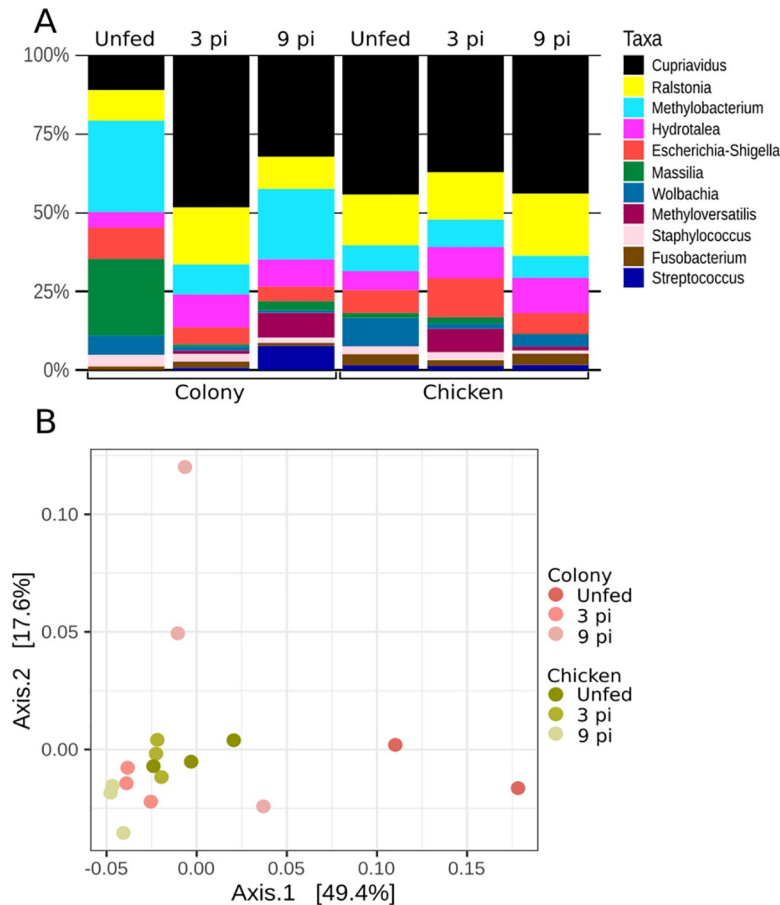 A
Unfed 3 pi 9 pi Unfed 3 pi 9 pi Taxa
100%
75%
50%
25%
0%
Cupriavidus
Ralstonia
Methylobacterium
Hydrotalea
Escherichia-Shigella
Massilia
Wolbachia
Methyloversatilis
Staphylococcus
Fusobacterium
Streptococcus
Colony Chicken
B
Axis.2 [17.6%]
0.10
0.05
0.00
-0.05 0.00 0.05 0.10 0.15
Axis.1 [49.4%]
Colony
Unfed
3 pi
9 pi
Chicken
Unfed
3 pi
9 pi